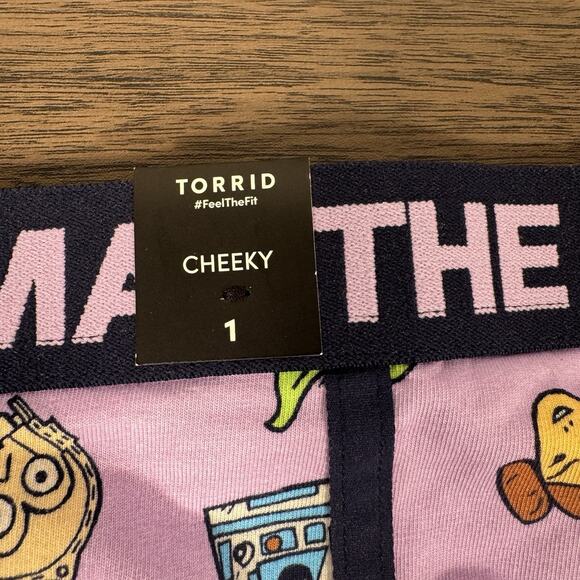 TORRID
#FeelTheFit
CHEEKY
1
MA THE